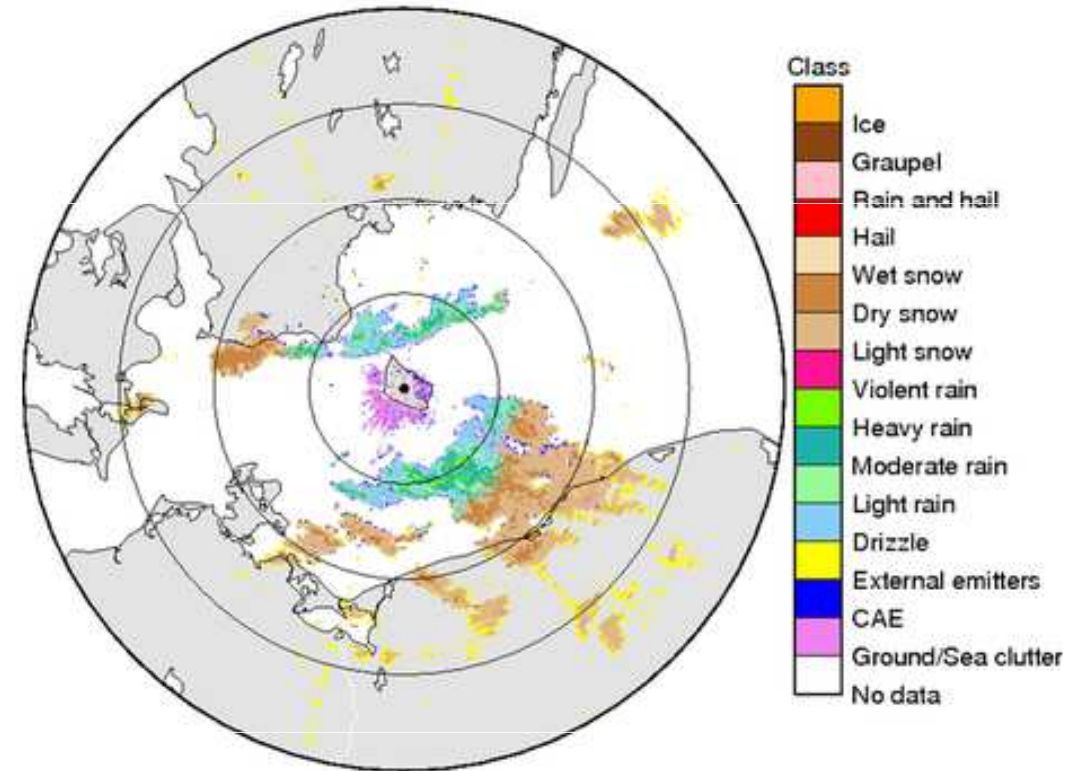 Class
Ice
Graupel
Rain and hail
Hail
Wet snow
Dry snow
Light snow
Violent rain
Heavy rain
Moderate rain
Light rain
Drizzle
External emitters
CAE
Ground/Sea clutter
No data